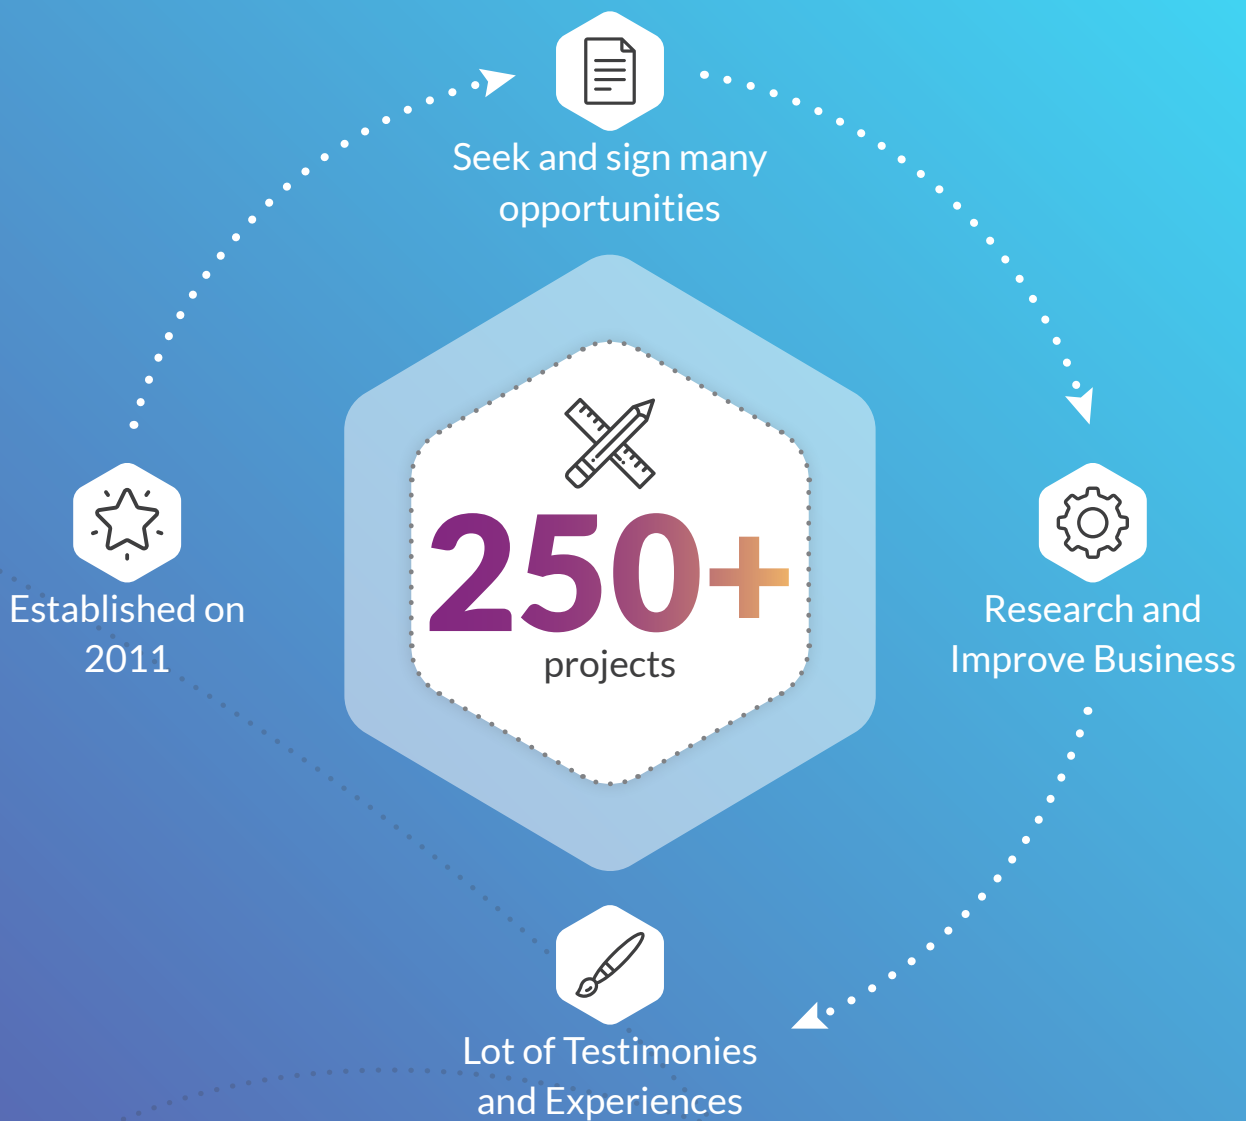 Seek and sign many
opportunities
250+
projects
Established on
2011
Research and
Improve Business
Lot of Testimonies
and Experiences